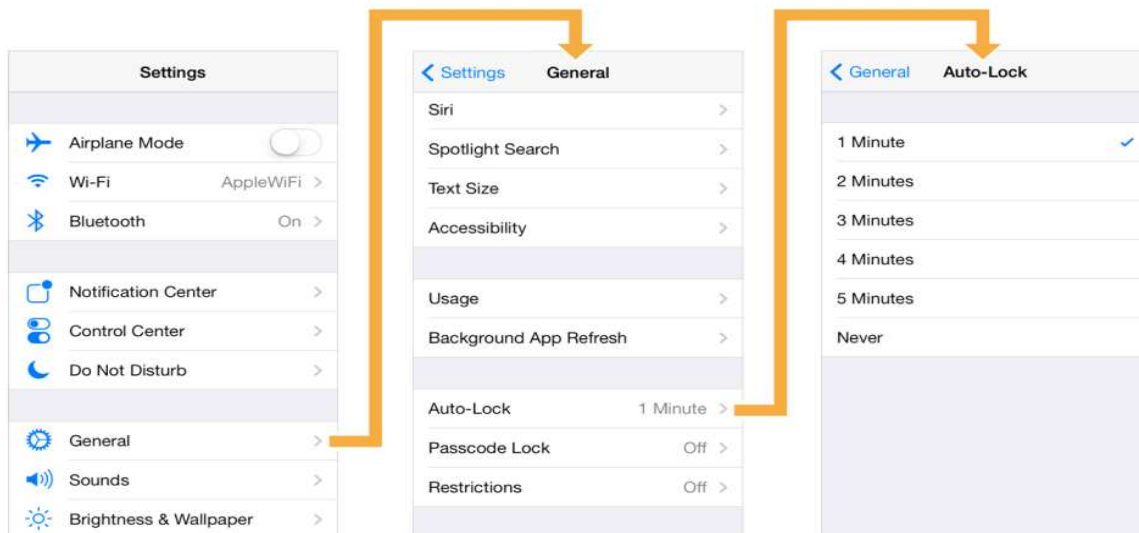 Settings
Airplane Mode
Wi-Fi AppleWiFi
Bluetooth On
Notification Center
Control Center
Do Not Disturb
General
Sounds
Brightness & Wallpaper
Settings General
Siri
Spotlight Search
Text Size
Accessibility
Usage
Background App Refresh
Auto-Lock 1 Minute
Passcode Lock Off
Restrictions Off
General Auto-Lock
1 Minute
2 Minutes
3 Minutes
4 Minutes
5 Minutes
Never